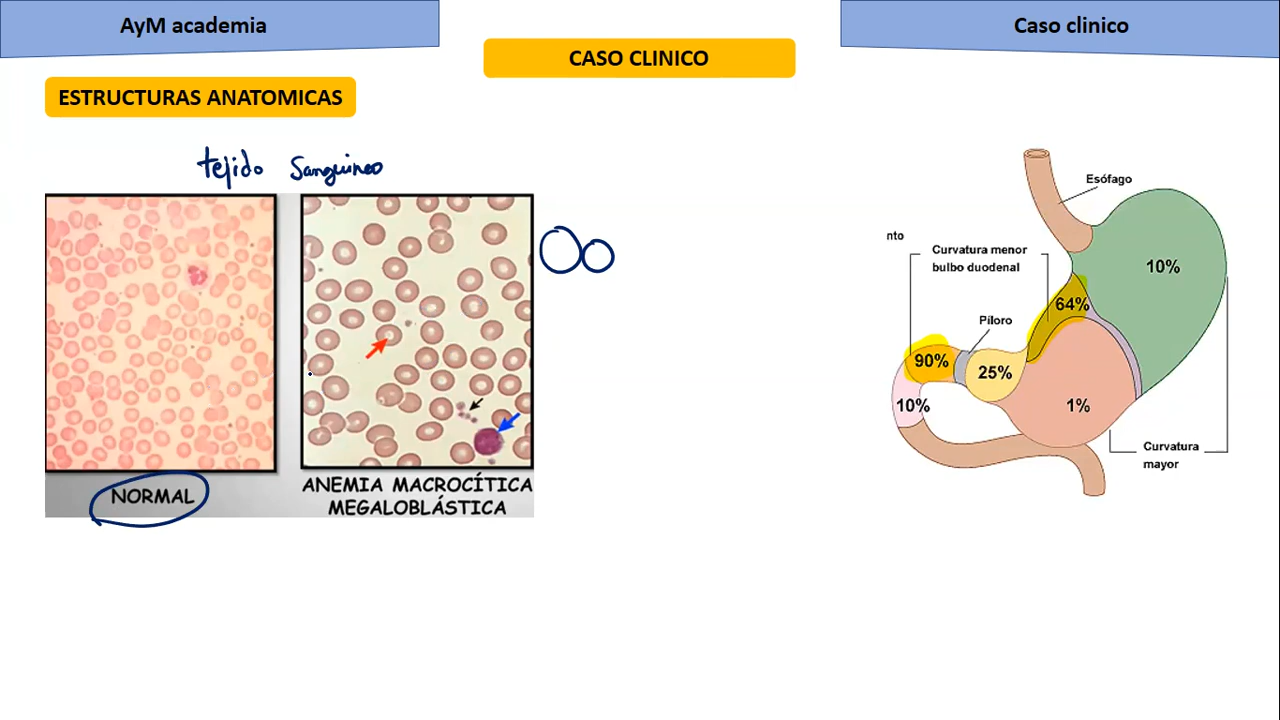 AyM academia
Caso clinico
CASO CLINICO
ESTRUCTURAS ANATOMICAS
tejido Sanguineo
NORMAL
ANEMIA MACROCÍTICA
MEGALOBLÁSTICA
Esófago
nto
Curvatura menor
bulbo duodenal
10%
64%
Píloro
90%
25%
10%
1%
Curvatura
mayor